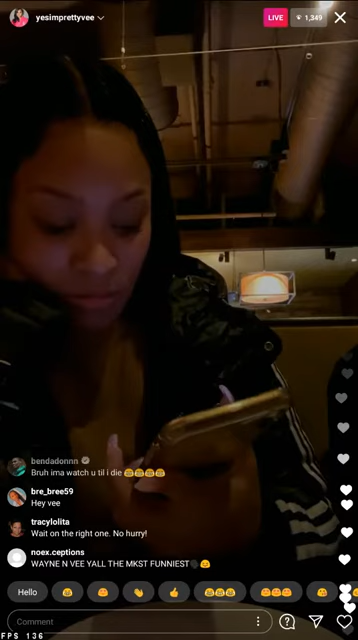 yesimprettyvee
LIVE
1,349
bendadonnn
Bruh ima watch u til i die
bre_bree59
Hey vee
tracylolita
Wait on the right one. No hurry!
noex.ceptions
WAYNE N VEE YALL THE MKST FUNNIEST
Hello
Comment
FPS 136